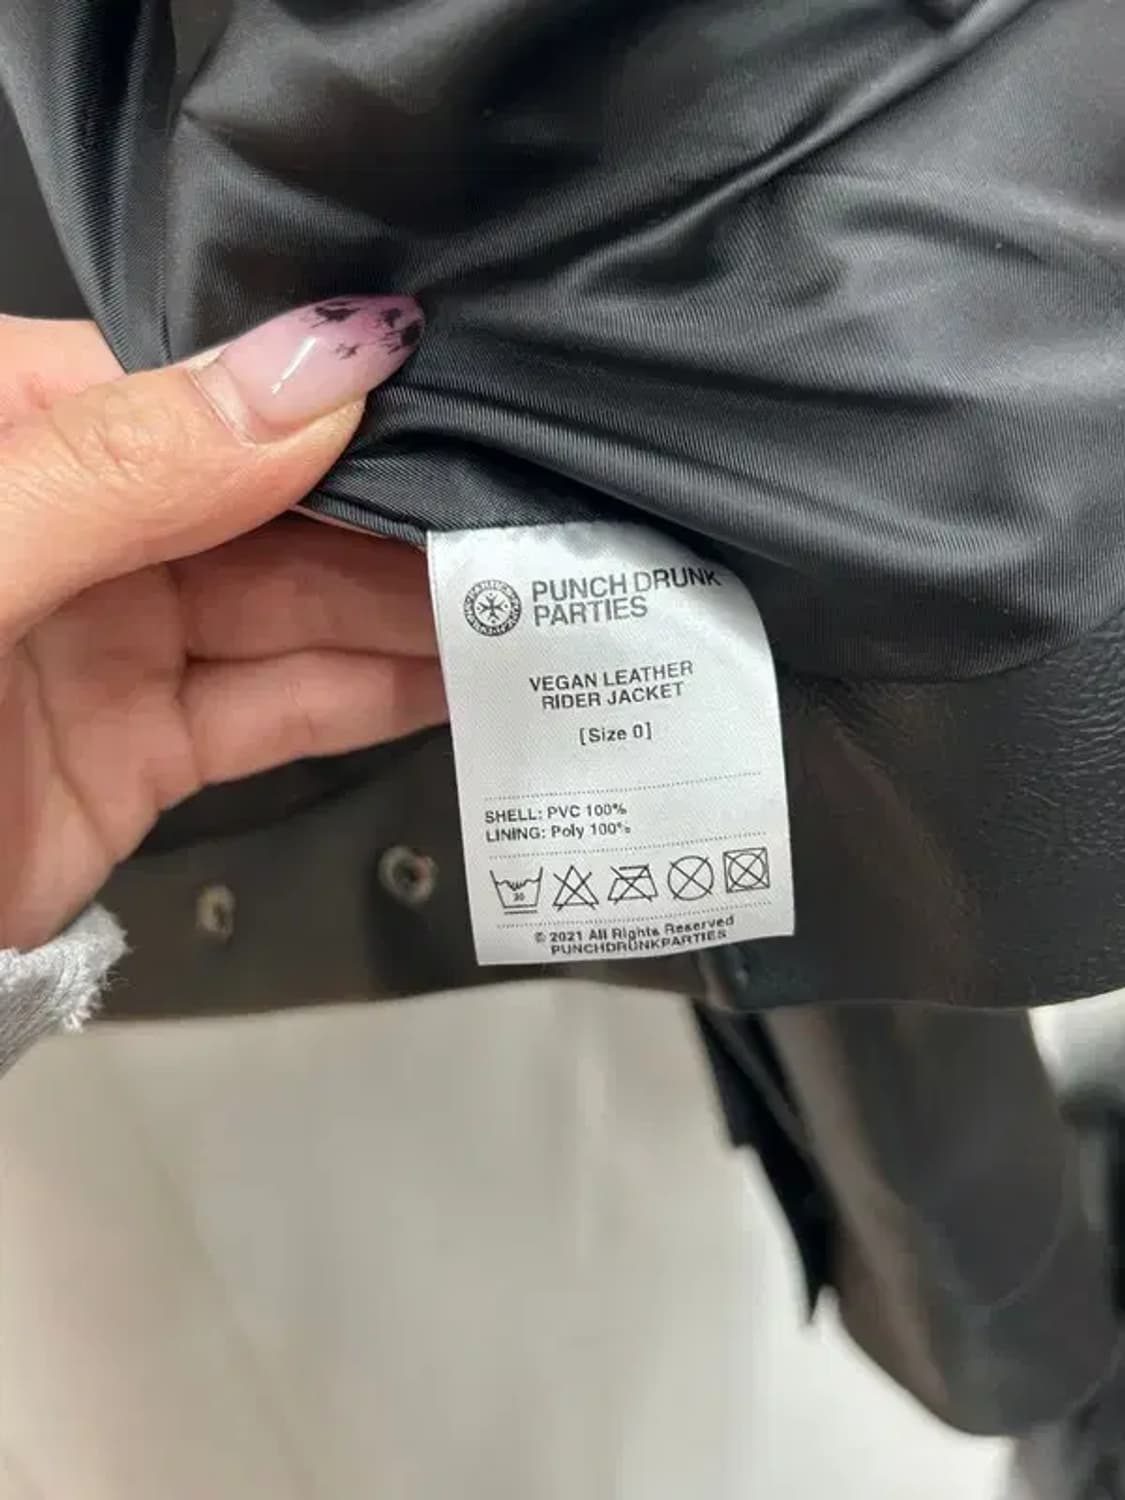 PUNCH DRUNK
PARTIES
VEGAN LEATHER
RIDER JACKET
[Size 0]
SHELL: PVC 100%
LINING: Poly 100%
30
© 2021 All Rights Reserved
PUNCHDRUNKPARTIES